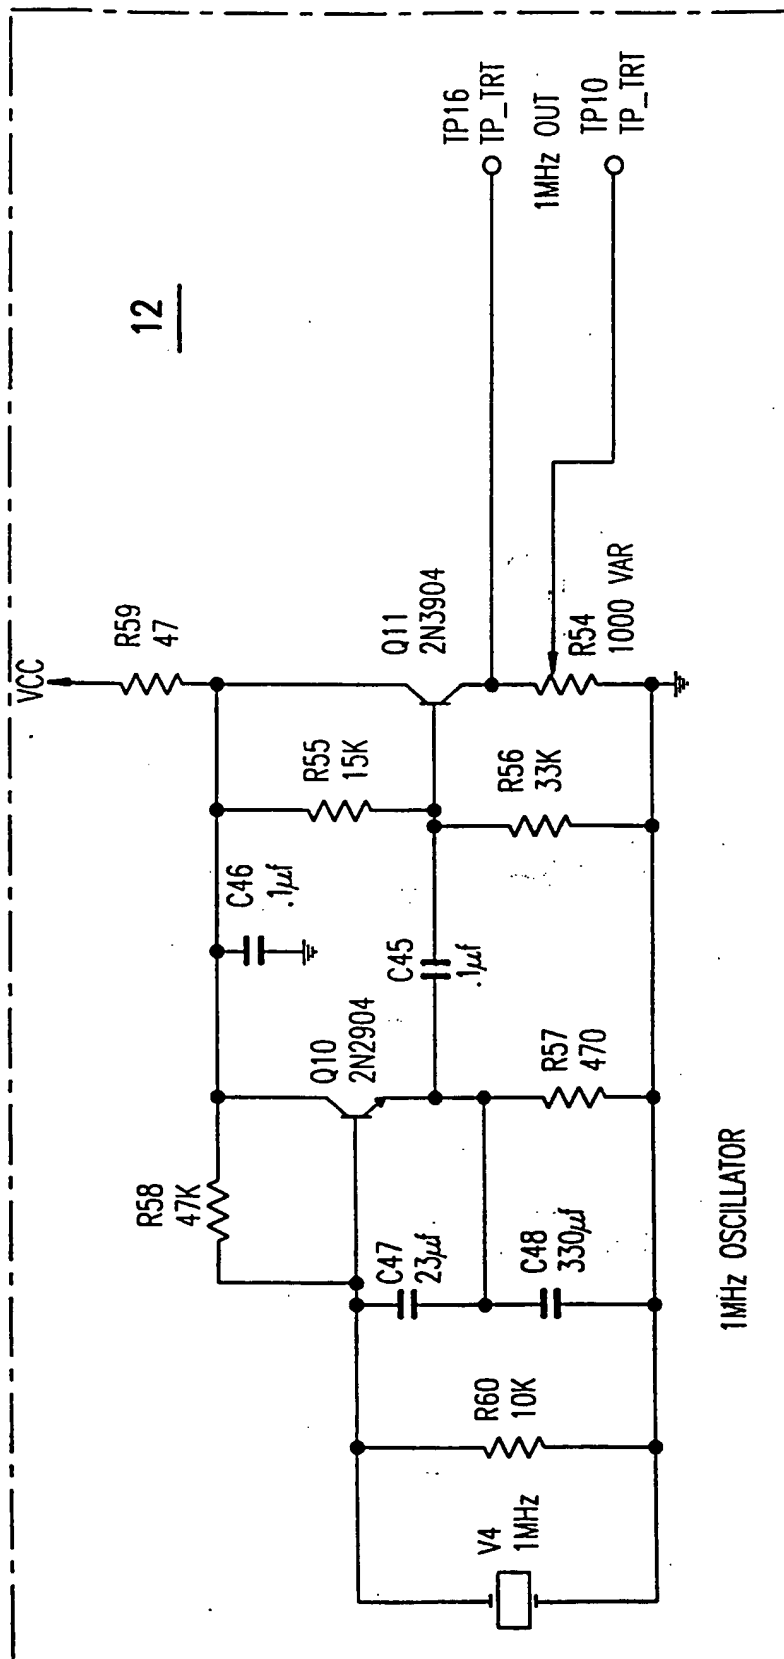 12
VCC
R59
47
TP16
TP_TRT
1MHz OUT
TP10
TP_TRT
Q11
2N3904
R54
1000 VAR
R55
15K
R56
33K
C46
.1µf
C45
.1µf
Q10
2N2904
R57
470
R58
47K
C47
23µf
C48
330µf
R60
10K
V4
1MHz
1MHz OSCILLATOR